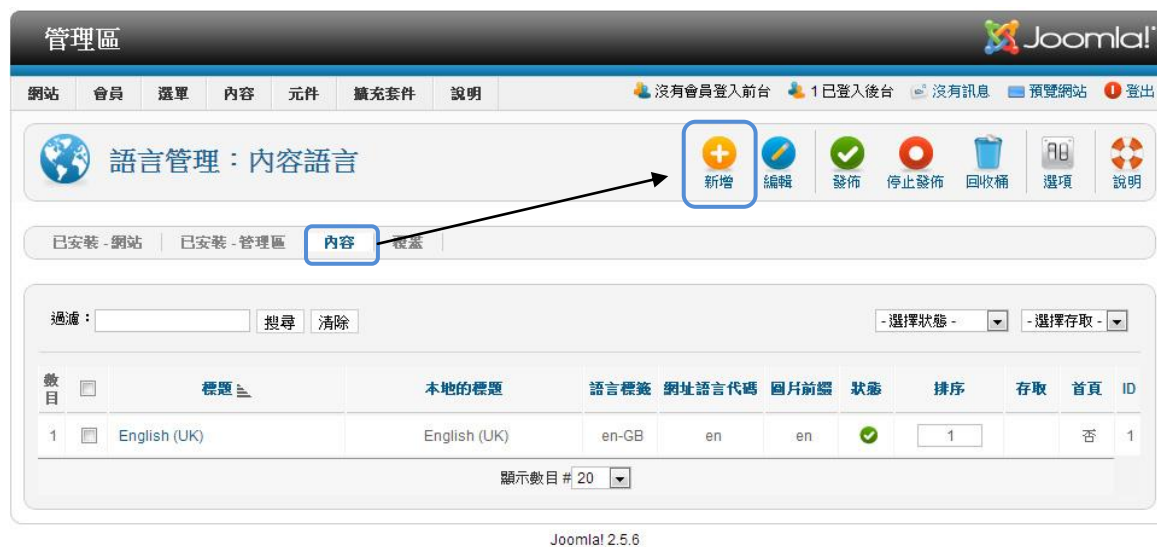 管理區
Joomla!
網站 會員 選單 內容 元件 擴充套件 說明 沒有會員登入前台 1 已登入後台 沒有訊息 預覽網站 登出
語言管理：內容語言
新增 編輯 發佈 停止發佈 回收桶 選項 說明
已安裝 - 網站 已安裝 - 管理區 內容 覆蓋
過濾： 搜尋 清除 - 選擇狀態 - - 選擇存取 -
數目 標題 本地的標題 語言標籤 網址語言代碼 圖片前綴 狀態 排序 存取 首頁 ID
1 English (UK) English (UK) en-GB en en 1 否 1
顯示數目 # 20
Joomla! 2.5.6